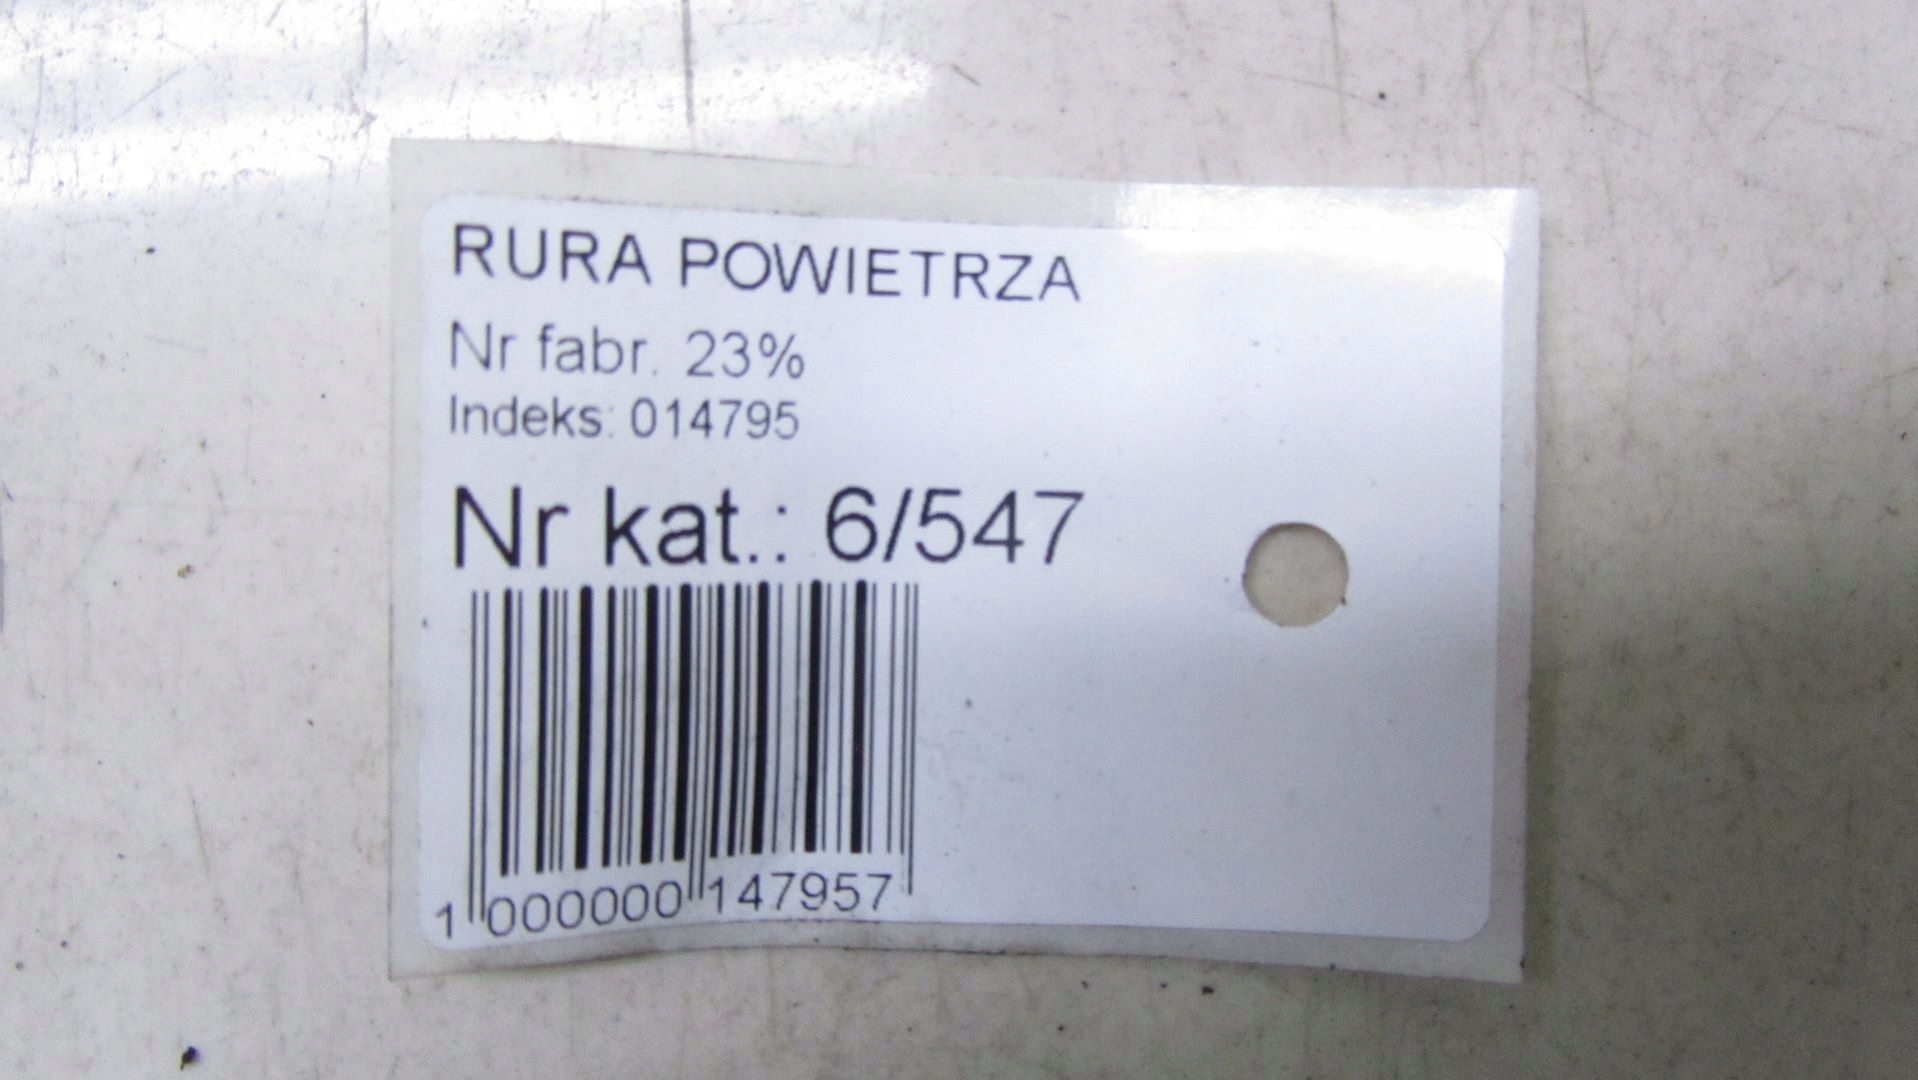 RURA POWIETRZA
Nr fabr. 23%
Indeks: 014795
Nr kat.: 6/547
1 000000 147957